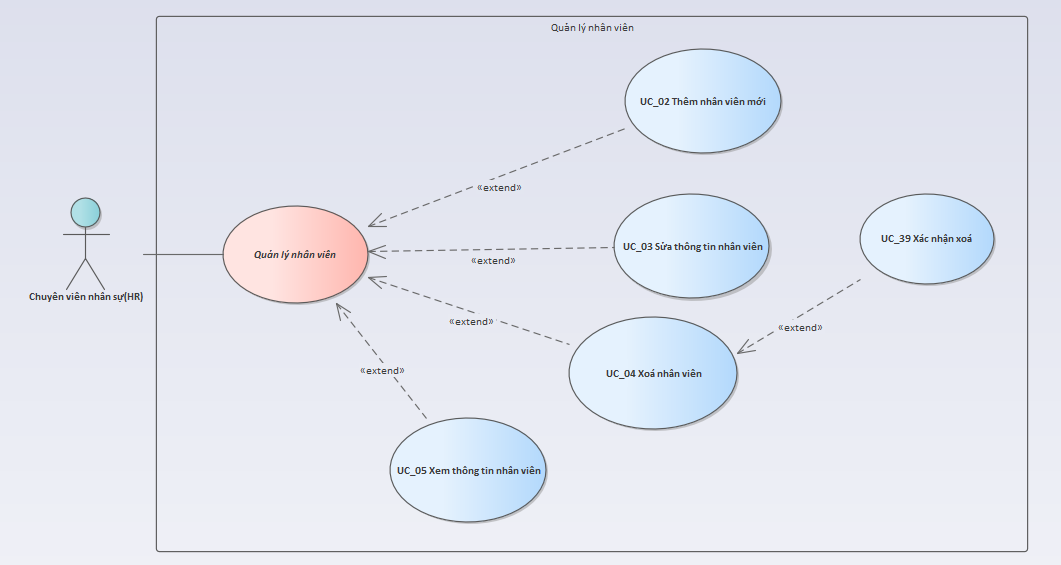 Quản lý nhân viên
UC_02 Thêm nhân viên mới
«extend»
UC_03 Sửa thông tin nhân viên
UC_39 Xác nhận xoá
Quản lý nhân viên
«extend»
Chuyên viên nhân sự(HR)
«extend»
«extend»
UC_04 Xoá nhân viên
«extend»
UC_05 Xem thông tin nhân viên